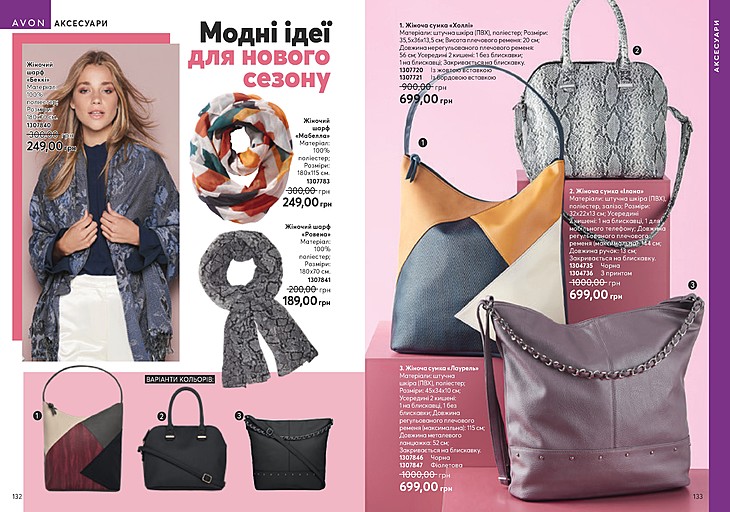 AVON
АКСЕСУАРИ
Модні ідеї
для нового
сезону
Жіночий
шарф
«Беккі»
Матеріал:
100%
поліестер;
Розміри:
1307840
300,00 грн
249,00 грн
Жіночий
шарф
«Мабелла»
Матеріал:
100%
поліестер;
Розміри:
180x115 см.
1307783
300,00 грн
249,00 грн
Жіночий шарф
«Ровена»
Матеріал:
100%
поліестер;
Розміри:
180x70 см.
1307841
200,00 грн
189,00 грн
ВАРІАНТИ КОЛЬОРІВ:
1
2
3
132
1. Жіноча сумка «Холлі»
Матеріали: штучна шкіра (ПВХ), поліестер; Розміри:
35,5x36x13,5 см; Висота плечового ременя: 20 см;
Довжина нерегульованого плечового ременя:
56 см; Усередині 2 кишені: 1 без блискавки;
1 на блискавці; Закривається на блискавку.
1307720 Із жовтою вставкою
1307721 Із бордовою вставкою
900,00 грн
699,00 грн
1
2
2. Жіноча сумка «Ілана»
Матеріали: штучна шкіра (ПВХ),
поліестер, залізо; Розміри:
32x22x13 см; Усередині
2 кишені: 1 на блискавці, 1 для
мобільного телефону; Довжина
регульованого плечового
ременя (максимальна): 144 см;
Довжина ручок: 13 см;
Закривається на блискавку.
1304735 Чорна
1304736 З принтом
1000,00 грн
699,00 грн
3
3. Жіноча сумка «Лаурель»
Матеріали: штучна
шкіра (ПВХ), поліестер;
Розміри: 45x34x10 см;
Усередині 2 кишені:
1 на блискавці, 1 без
блискавки; Довжина
регульованого плечового
ременя (максимальна): 115 см;
Довжина металевого
ланцюжка: 52 см;
Закривається на блискавку.
1307846 Чорна
1307847 Фіолетова
1000,00 грн
699,00 грн
АКСЕСУАРИ
133